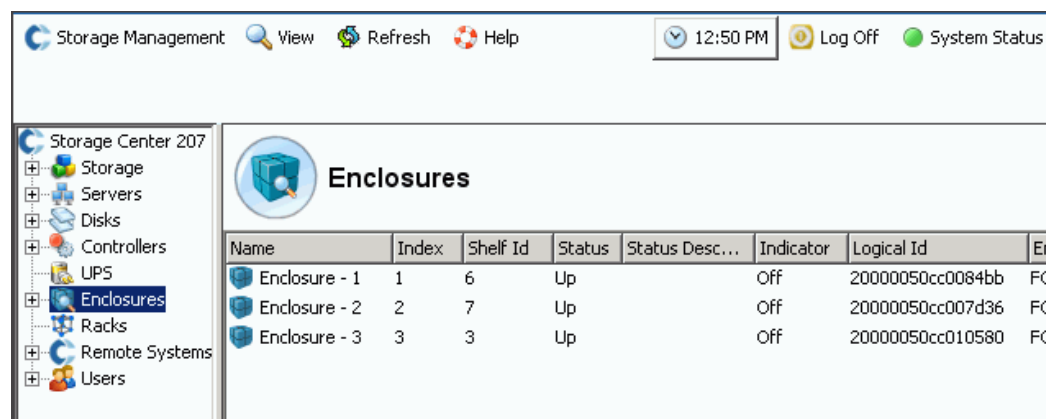 Storage Management View Refresh Help 12:50 PM Log Off System Status
Storage Center 207
Storage
Servers
Disks
Controllers
UPS
Enclosures
Racks
Remote Systems
Users
Enclosures
Name Index Shelf Id Status Status Desc... Indicator Logical Id
Enclosure - 1 1 6 Up Off 20000050cc0084bb
Enclosure - 2 2 7 Up Off 20000050cc007d36
Enclosure - 3 3 3 Up Off 20000050cc010580